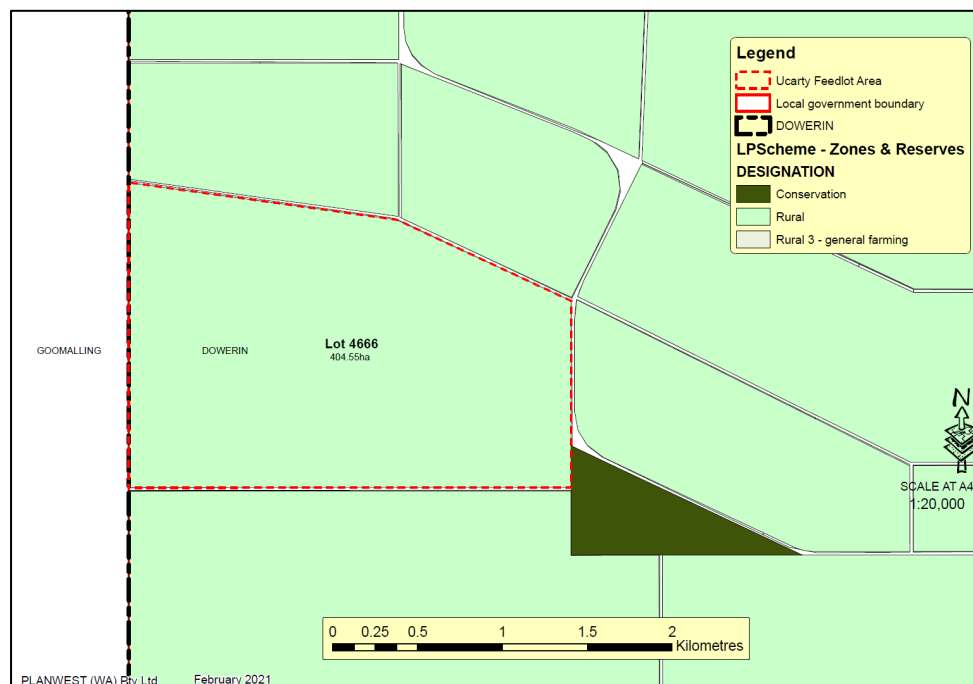 Legend
Ucarty Feedlot Area
Local government boundary
DOWERIN
LPScheme - Zones & Reserves
DESIGNATION
Conservation
Rural
Rural 3 - general farming
GOOMALLING
DOWERIN
Lot 4666
404.55ha
N
SCALE AT A4
1:20,000
0 0.25 0.5 1 1.5 2
Kilometres
PLANWEST (WA) Pty Ltd
February 2021